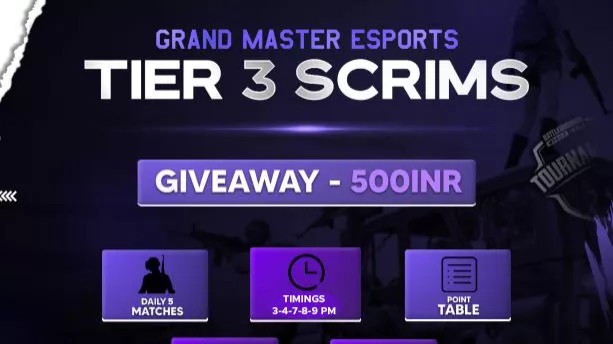 GRAND MASTER ESPORTS
TIER 3 SCRIMS
GIVEAWAY - 500INR
DAILY 5
MATCHES
TIMINGS
3-4-7-8-9 PM
POINT
TABLE